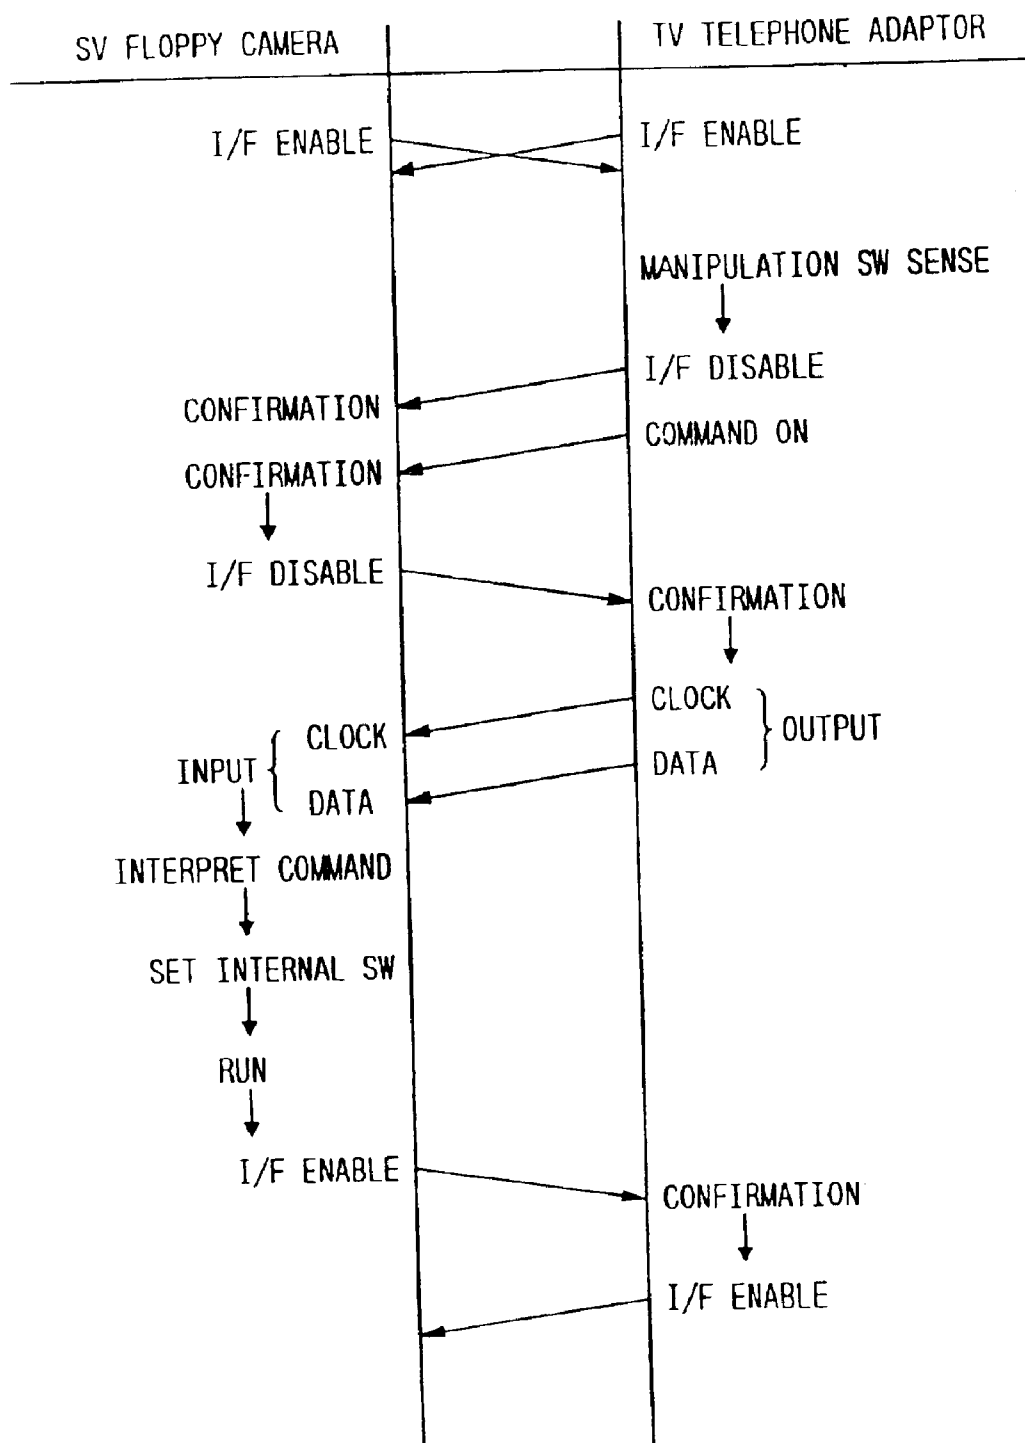 SV FLOPPY CAMERA
TV TELEPHONE ADAPTOR
I/F ENABLE
I/F ENABLE
MANIPULATION SW SENSE
I/F DISABLE
CONFIRMATION
COMMAND ON
CONFIRMATION
I/F DISABLE
CONFIRMATION
CLOCK
OUTPUT
CLOCK
DATA
INPUT
DATA
INTERPRET COMMAND
SET INTERNAL SW
RUN
I/F ENABLE
CONFIRMATION
I/F ENABLE